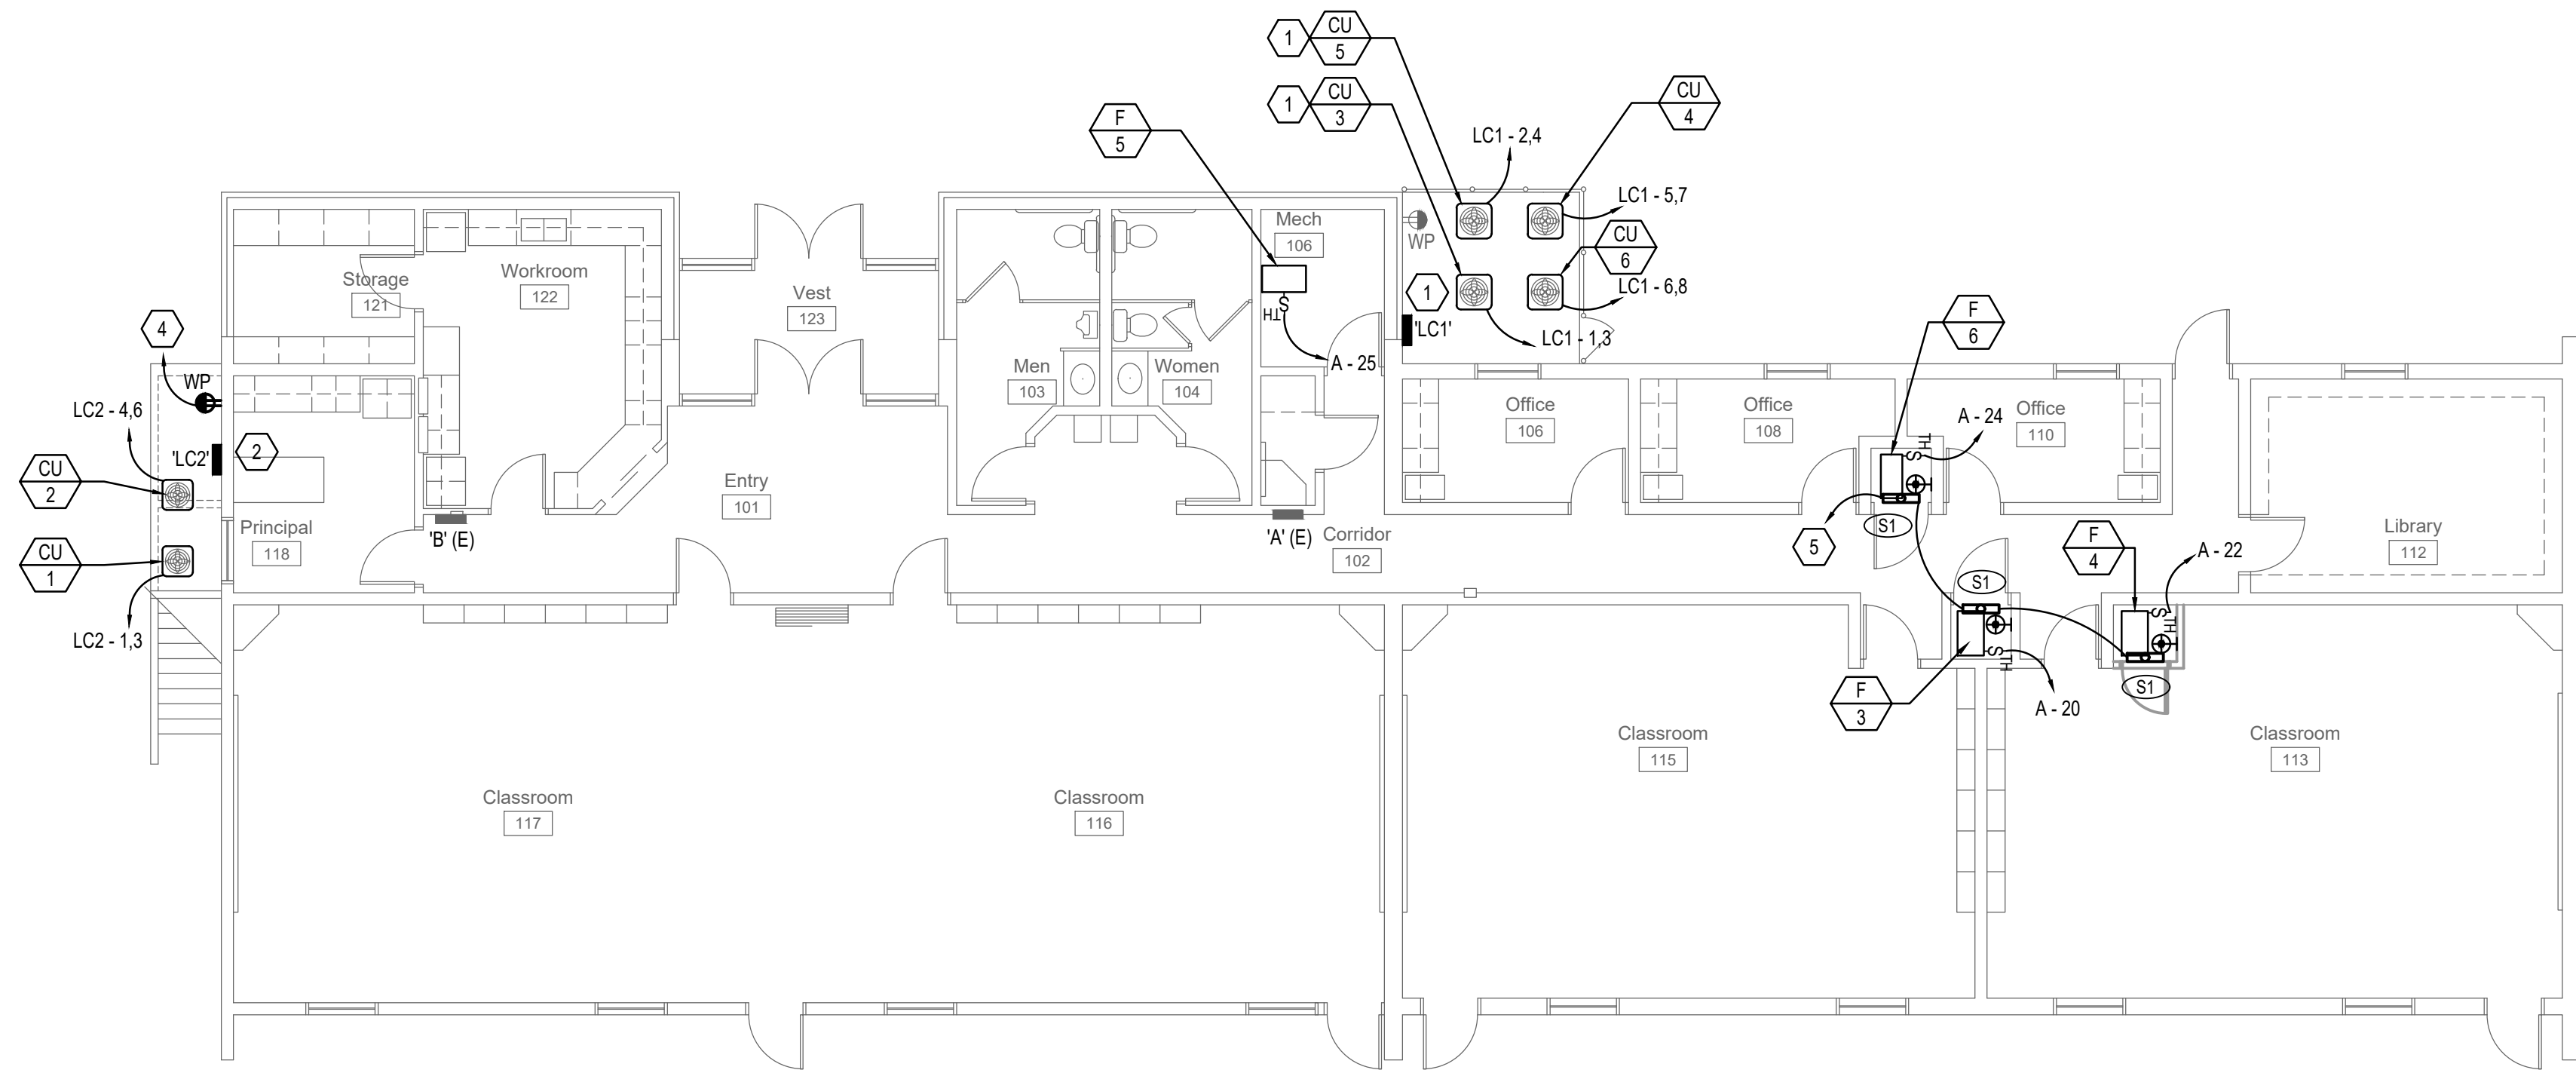 1
CU
5
1
CU
3
CU
4
F
5
LC1 - 2,4
LC1 - 5,7
WP
CU
6
LC1 - 6,8
1
'LC1'
LC1 - 1,3
Mech
106
S
TH
A - 25
Storage
121
Workroom
122
Vest
123
Men
103
Women
104
4
WP
LC2 - 4,6
'LC2'
2
CU
2
CU
1
LC2 - 1,3
Principal
118
'B' (E)
Entry
101
'A' (E)
Corridor
102
Office
106
Office
108
Office
110
F
6
TH
S
A - 24
5
S1
Library
112
F
4
A - 22
S
TH
S1
S1
F
3
S
TH
A - 20
Classroom
117
Classroom
116
Classroom
115
Classroom
113